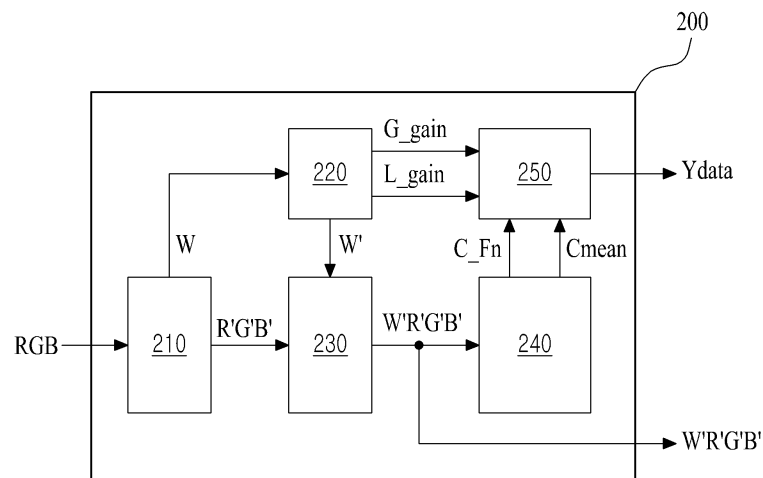 200
G_gain
220
L_gain
250
Ydata
W
W'
C_Fn
Cmean
RGB
210
R'G'B'
230
W'R'G'B'
240
W'R'G'B'